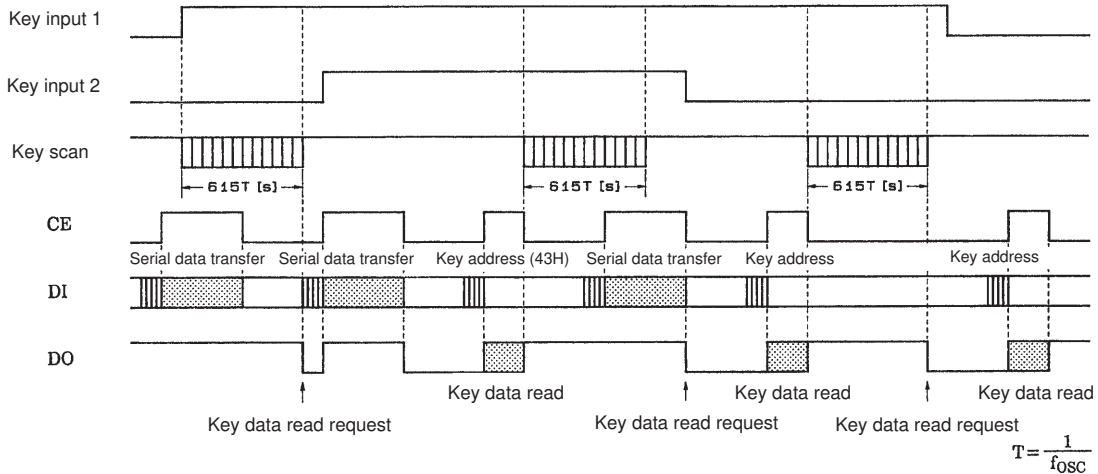 Key input 1
Key input 2
Key scan
615T [s] 615T [s] 615T [s]
CE
Serial data transfer Serial data transfer Key address (43H) Serial data transfer Key address Key address
DI
DO
Key data read Key data read Key data read
Key data read request Key data read request Key data read request
T = 1 / fOSC